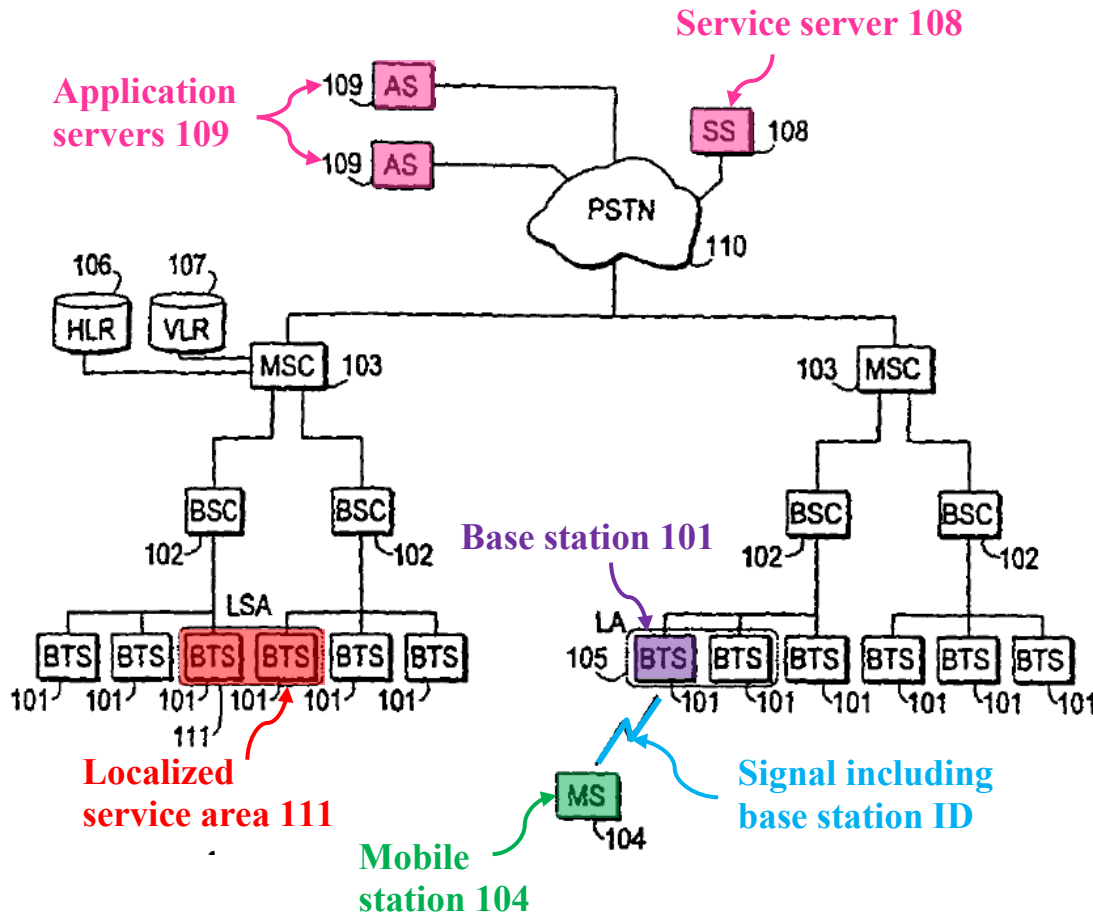 Service server 108
Application
servers 109
109 AS
SS 108
109 AS
PSTN
110
106 107
HLR VLR
MSC 103
103 MSC
BSC BSC
102 102
BSC BSC
102 102
Base station 101
LSA
LA
BTS BTS BTS BTS BTS BTS
105 BTS BTS BTS BTS BTS BTS
101 101 101 101 101 101
101 101 101 101 101 101
111
Localized
service area 111
MS
104
Signal including
base station ID
Mobile
station 104